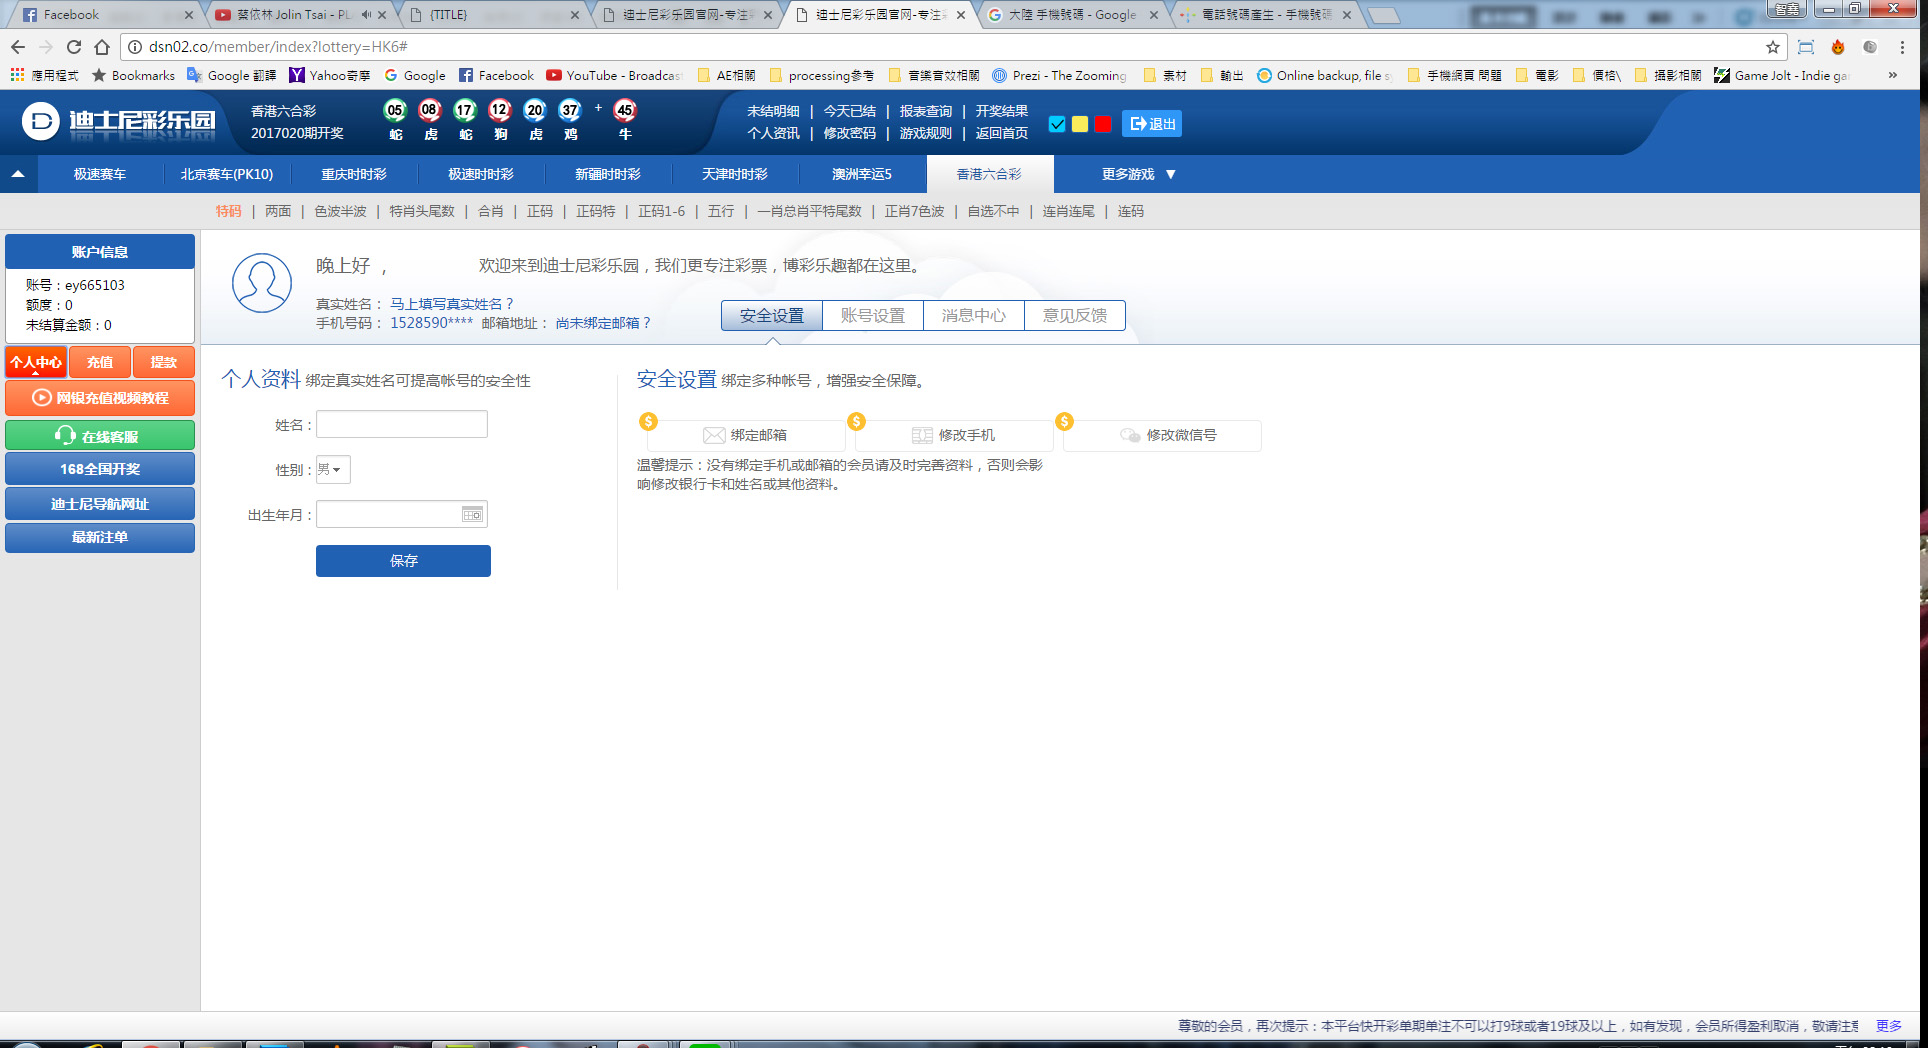 Facebook
蔡依林 Jolin Tsai - PL
{TITLE}
迪士尼彩乐园官网-专注彩
迪士尼彩乐园官网-专注彩
大陸 手機號碼 - Google
電話號碼產生 - 手機號碼
dsn02.co/member/index?lottery=HK6#
應用程式 Bookmarks Google 翻譯 Yahoo奇摩 Google Facebook YouTube - Broadcas AE相關 processing參考 音樂音效相關 Prezi - The Zooming 素材 輸出 Online backup, file s 手機網頁 問題 電影 價格\ 攝影相關 Game Jolt - Indie ga »
迪士尼彩乐园
香港六合彩
2017020期开奖
05 08 17 12 20 37 + 45
蛇 虎 蛇 狗 虎 鸡 牛
未结明细 | 今天已结 | 报表查询 | 开奖结果
个人资讯 | 修改密码 | 游戏规则 | 返回首页
退出
极速赛车 北京赛车(PK10) 重庆时时彩 极速时时彩 新疆时时彩 天津时时彩 澳洲幸运5 香港六合彩 更多游戏 ▼
特码 | 两面 | 色波半波 | 特肖头尾数 | 合肖 | 正码 | 正码特 | 正码1-6 | 五行 | 一肖总肖平特尾数 | 正肖7色波 | 自选不中 | 连肖连尾 | 连码
账户信息
账号：ey665103
额度：0
未结算金额：0
个人中心 充值 提款
网银充值视频教程
在线客服
168全国开奖
迪士尼导航网址
最新注单
晚上好 ， 欢迎来到迪士尼彩乐园，我们更专注彩票，博彩乐趣都在这里。
真实姓名： 马上填写真实姓名？
手机号码： 1528590**** 邮箱地址： 尚未绑定邮箱？
安全设置 账号设置 消息中心 意见反馈
个人资料 绑定真实姓名可提高帐号的安全性
姓名：
性别：男
出生年月：
保存
安全设置 绑定多种帐号，增强安全保障。
$ 绑定邮箱 $ 修改手机 $ 修改微信号
温馨提示：没有绑定手机或邮箱的会员请及时完善资料，否则会影
响修改银行卡和姓名或其他资料。
尊敬的会员，再次提示：本平台快开彩单期单注不可以打9球或者19球及以上，如有发现，会员所得盈利取消，敬请注意
更多